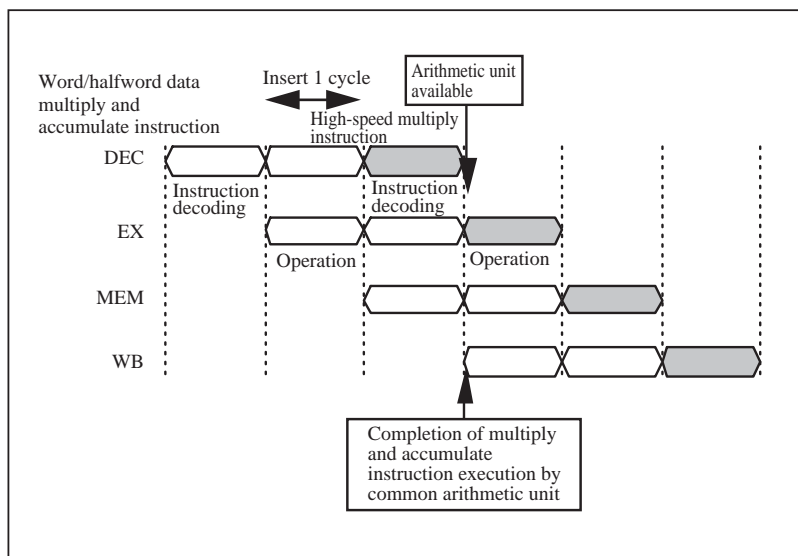 Word/halfword data
multiply and
accumulate instruction
Insert 1 cycle
Arithmetic unit
available
High-speed multiply
instruction
DEC
Instruction
decoding
Instruction
decoding
EX
Operation
Operation
MEM
WB
Completion of multiply
and accumulate
instruction execution by
common arithmetic unit